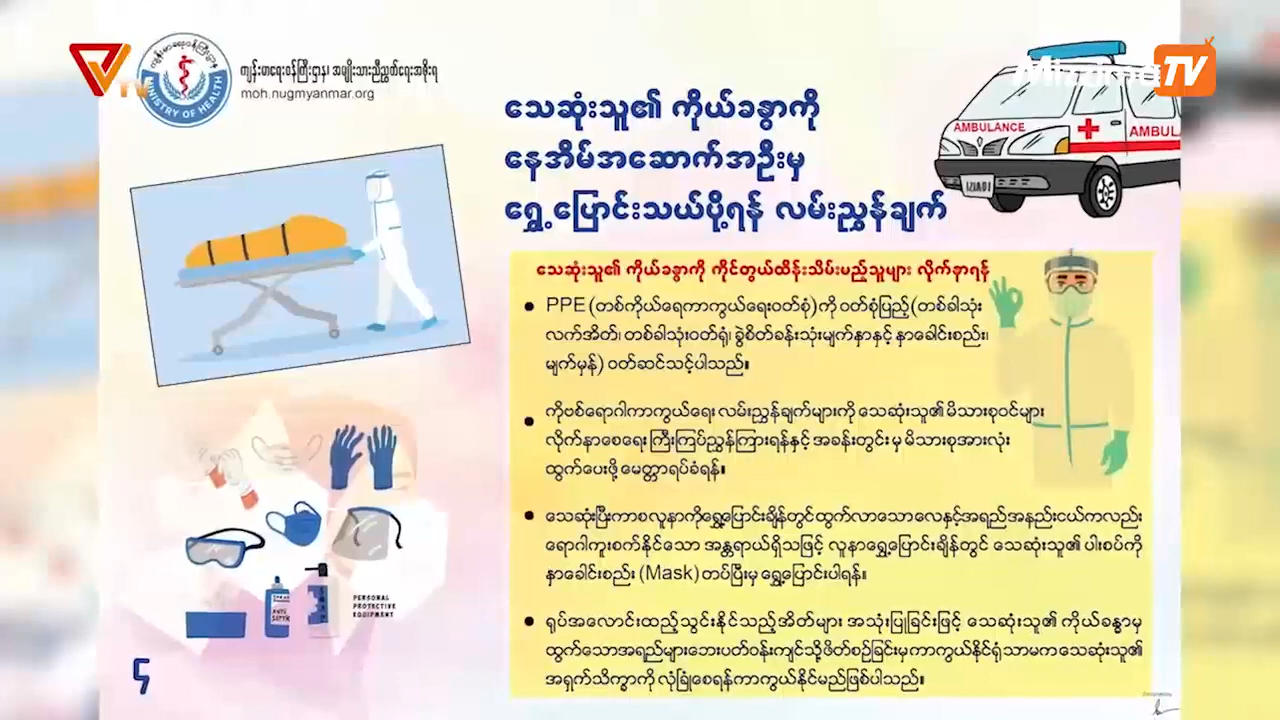 TV
Mizzima TV
ကျန်းမာရေးဝန်ကြီးဌာန
MINISTRY OF HEALTH
ကျန်းမာရေးဝန်ကြီးဌာန၊ အမျိုးသားညီညွတ်ရေးအစိုးရ
moh.nugmyanmar.org
သေဆုံးသူ၏ ကိုယ်ခန္ဓာကို
နေအိမ်အဆောက်အဦးမှ
ရွှေ့ပြောင်းသယ်ပို့ရန် လမ်းညွှန်ချက်
AMBULANCE
AMBUL
သေဆုံးသူ၏ ကိုယ်ခန္ဓာကို ကိုင်တွယ်ထိန်းသိမ်းမည့်သူများ လိုက်နာရန်
• PPE (တစ်ကိုယ်ရေကာကွယ်ရေးဝတ်စုံ) ကို ဝတ်စုံပြည့် (တစ်ခါသုံး
လက်အိတ်၊ တစ်ခါသုံးဝတ်ရုံ၊ ခွဲစိတ်ခန်းသုံးမျက်နှာနှင့် နှာခေါင်းစည်း၊
မျက်မှန်) ဝတ်ဆင်သင့်ပါသည်။
• ကိုဗစ်ရောဂါကာကွယ်ရေး လမ်းညွှန်ချက်များကို သေဆုံးသူ၏ မိသားစုဝင်များ
လိုက်နာစေရေး ကြီးကြပ်ညွှန်ကြားရန်နှင့် အခန်းတွင်း မှ မိသားစုအားလုံး
ထွက်ပေးဖို့ မေတ္တာရပ်ခံရန်။
• သေဆုံးပြီးကာစလူနာကိုရွှေ့ပြောင်းချိန်တွင်ထွက်လာသောလေနှင့်အရည်အနည်းငယ်ကလည်း
ရောဂါကူးစက်နိုင်သော အန္တရာယ်ရှိသဖြင့် လူနာရွှေ့ပြောင်းချိန်တွင် သေဆုံးသူ၏ ပါးစပ်ကို
နှာခေါင်းစည်း (Mask) တပ်ပြီးမှ ရွှေ့ပြောင်းပါရန်။
• ရုပ်အလောင်းထည့်သွင်းနိုင်သည့်အိတ်များ အသုံးပြုခြင်းဖြင့် သေဆုံးသူ၏ ကိုယ်ခန္ဓာမှ
ထွက်သောအရည်များဘေးပတ်ဝန်းကျင်သို့ဖိတ်စဉ်ခြင်းမှကာကွယ်နိုင်ရုံသာမက သေဆုံးသူ၏
အရှက်သိက္ခာကို လုံခြုံစေရန်ကာကွယ်နိုင်မည်ဖြစ်ပါသည်။
PERSONAL
PROTECTIVE
EQUIPMENT
၄